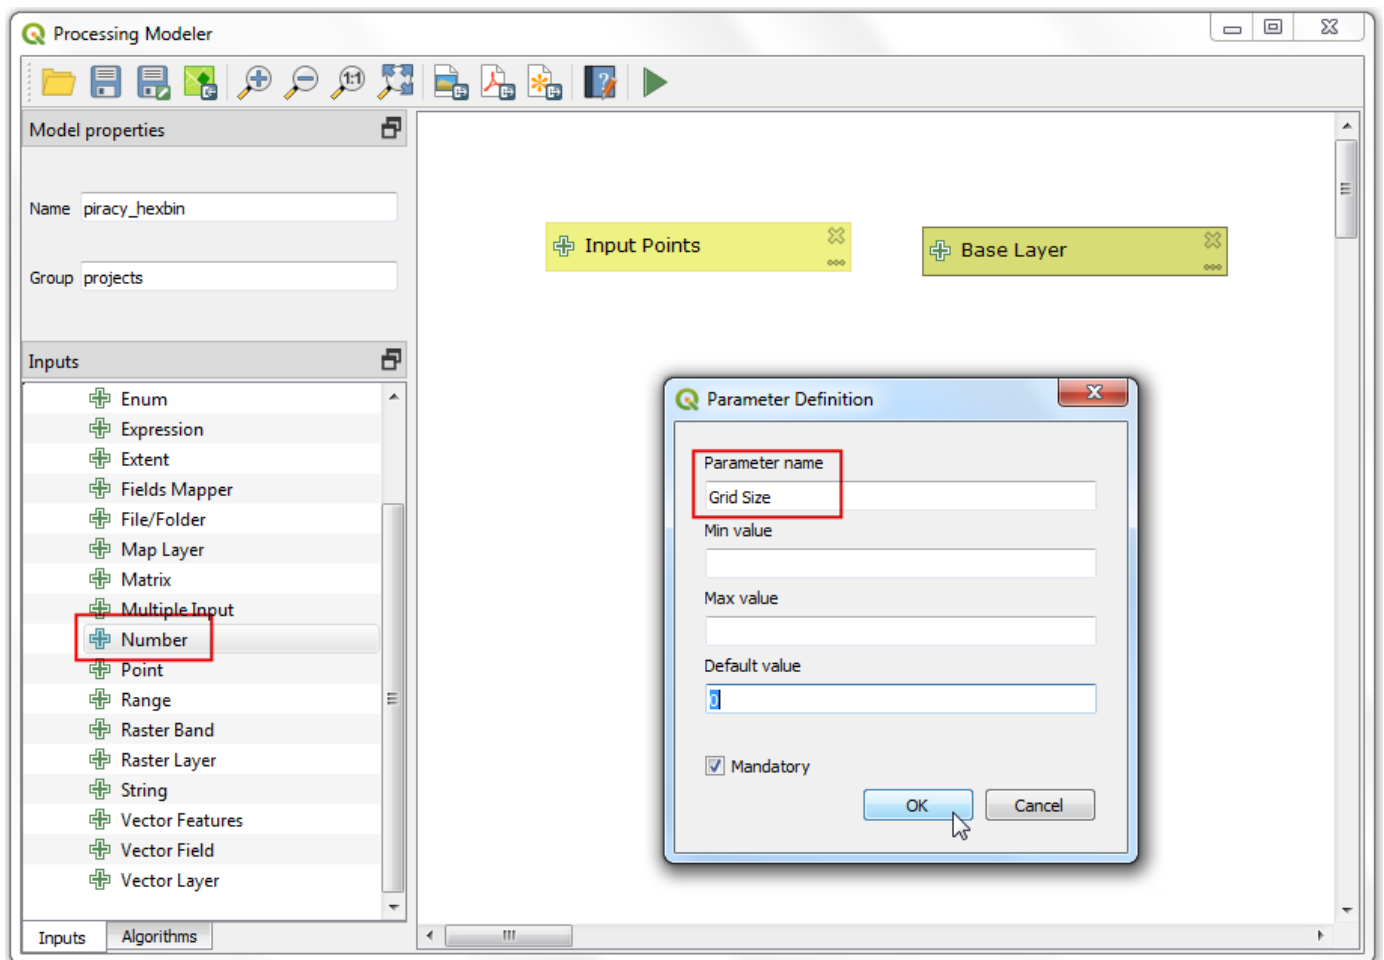 Processing Modeler
1:1
Model properties
Name piracy_hexbin
Group projects
Inputs
Enum
Expression
Extent
Fields Mapper
File/Folder
Map Layer
Matrix
Multiple Input
Number
Point
Range
Raster Band
Raster Layer
String
Vector Features
Vector Field
Vector Layer
Inputs Algorithms
Input Points
Base Layer
Parameter Definition
Parameter name
Grid Size
Min value
Max value
Default value
0
Mandatory
OK Cancel